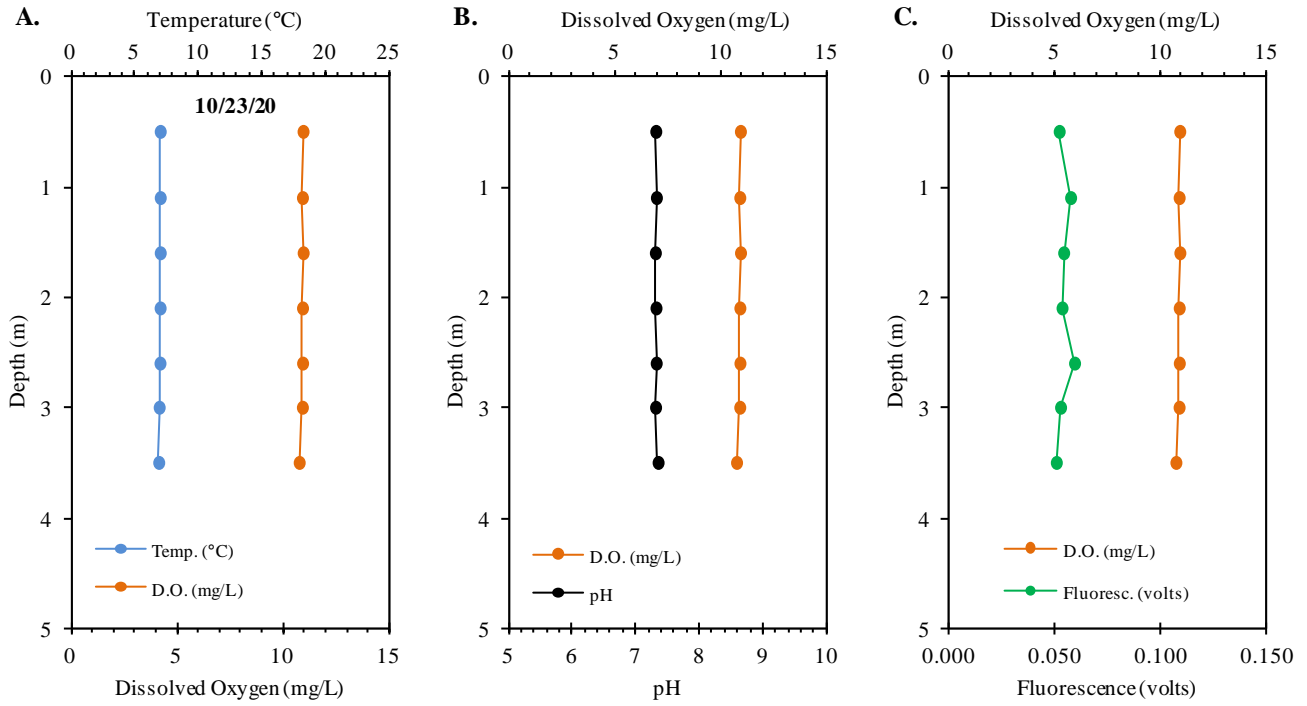 A.
Temperature (°C)
0 5 10 15 20 25
10/23/20
0
1
2
3
4
5
Depth (m)
Temp. (°C)
D.O. (mg/L)
0 5 10 15
Dissolved Oxygen (mg/L)
B.
Dissolved Oxygen (mg/L)
0 5 10 15
0
1
2
3
4
5
Depth (m)
D.O. (mg/L)
pH
5 6 7 8 9 10
pH
C.
Dissolved Oxygen (mg/L)
0 5 10 15
0
1
2
3
4
5
Depth (m)
D.O. (mg/L)
Fluoresc. (volts)
0.000 0.050 0.100 0.150
Fluorescence (volts)